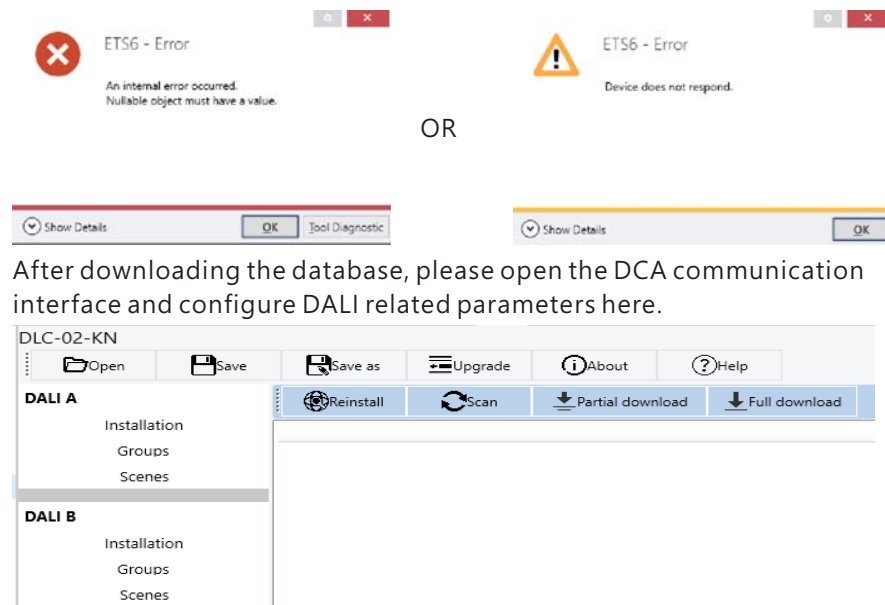 ETS6 - Error
An internal error occurred.
Nullable object must have a value.
Show Details
OK
Tool Diagnostic
OR
ETS6 - Error
Device does not respond.
Show Details
OK
After downloading the database, please open the DCA communication
interface and configure DALI related parameters here.
DLC-02-KN
Open Save Save as Upgrade About Help
DALI A
Reinstall Scan Partial download Full download
Installation
Groups
Scenes
DALI B
Installation
Groups
Scenes